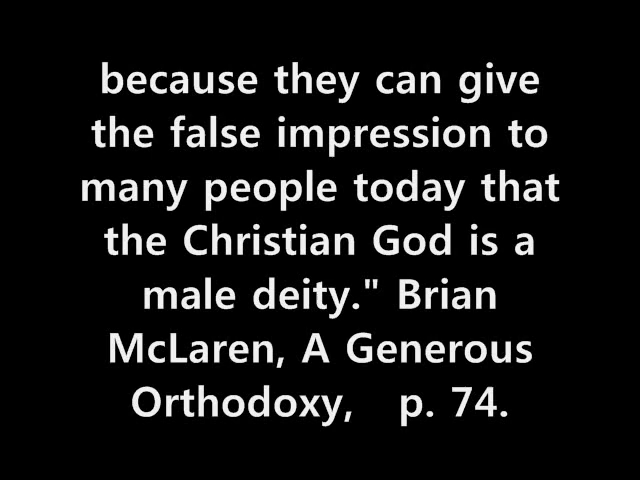 because they can give
the false impression to
many people today that
the Christian God is a
male deity." Brian
McLaren, A Generous
Orthodoxy,   p. 74.